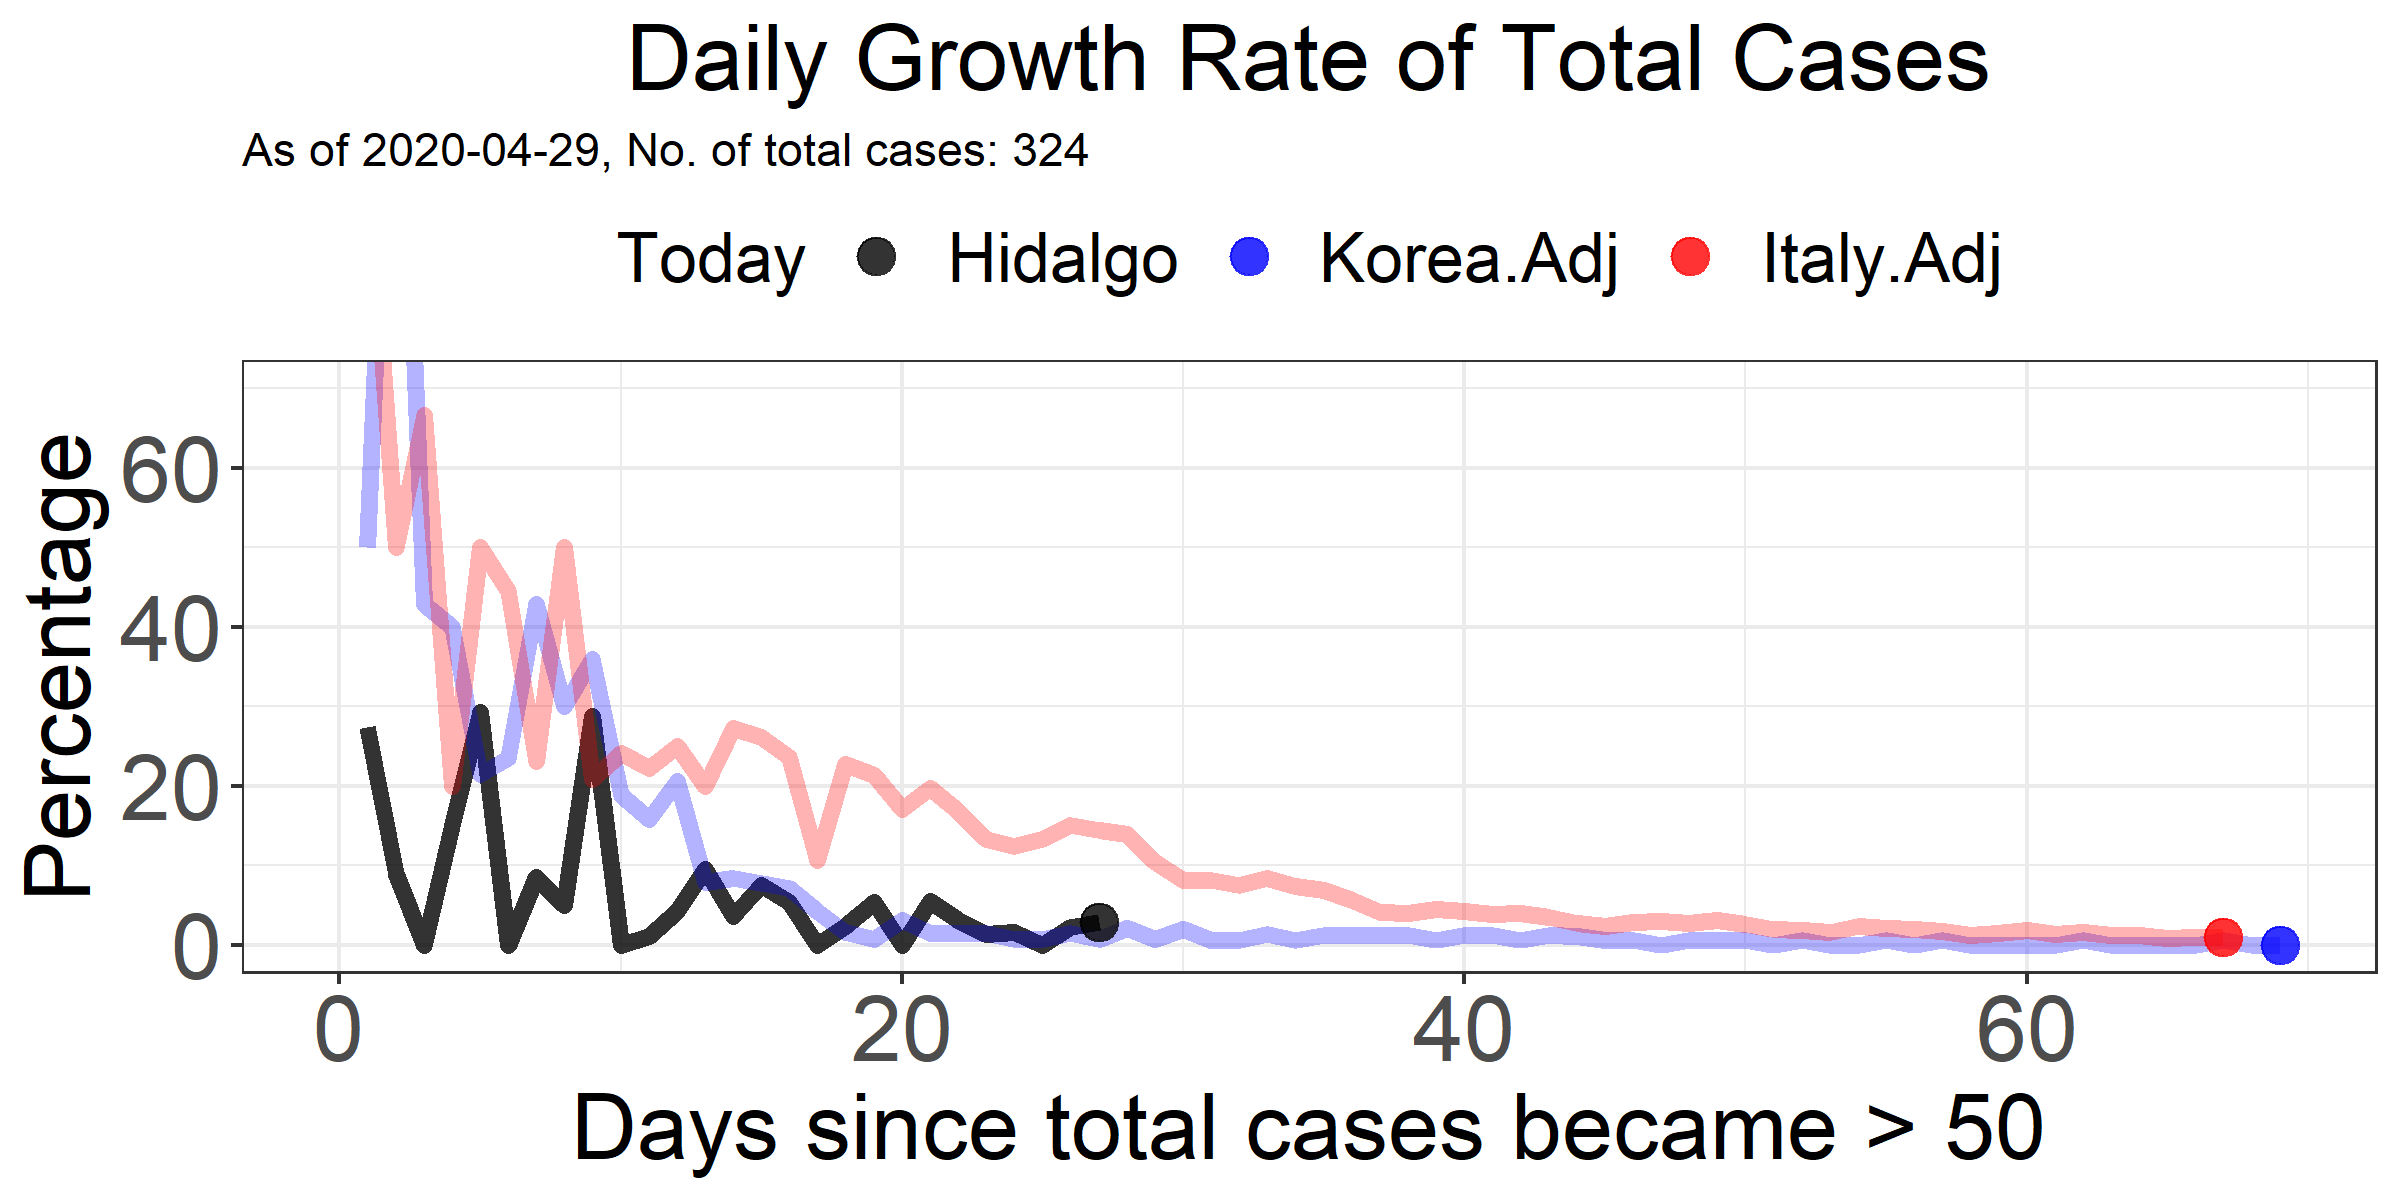 Daily Growth Rate of Total Cases
As of 2020-04-29, No. of total cases: 324
Today Hidalgo Korea.Adj Italy.Adj
Percentage
60
40
20
0
0 20 40 60
Days since total cases became > 50